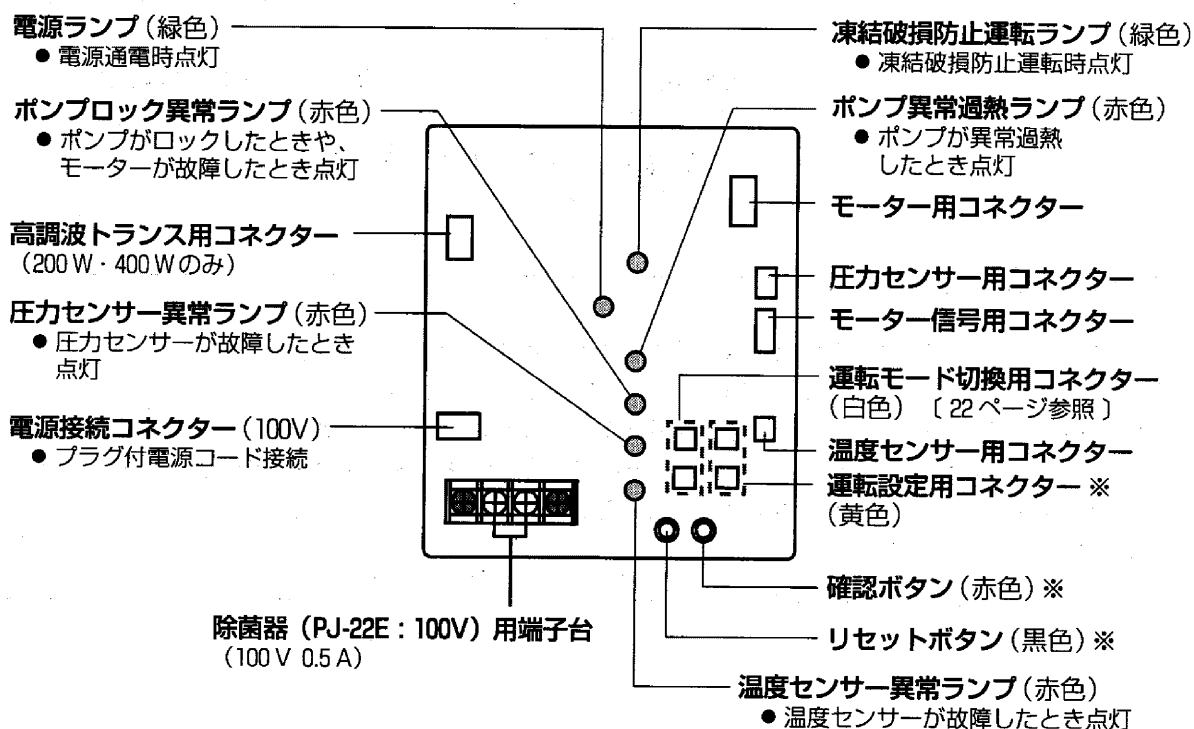 電源ランプ(緑色)
● 電源通電時点灯
ポンプロック異常ランプ(赤色)
● ポンプがロックしたときや、
モーターが故障したとき点灯
高調波トランス用コネクター
(200W・400Wのみ)
圧力センサー異常ランプ(赤色)
● 圧力センサーが故障したとき
点灯
電源接続コネクター(100V)
● プラグ付電源コード接続
除菌器(PJ-22E:100V)用端子台
(100V 0.5A)
凍結破損防止運転ランプ(緑色)
● 凍結破損防止運転時点灯
ポンプ異常過熱ランプ(赤色)
● ポンプが異常過熱
したとき点灯
モーター用コネクター
圧力センサー用コネクター
モーター信号用コネクター
運転モード切換用コネクター
(白色)〔22ページ参照〕
温度センサー用コネクター
運転設定用コネクター※
(黄色)
確認ボタン(赤色)※
リセットボタン(黒色)※
温度センサー異常ランプ(赤色)
● 温度センサーが故障したとき点灯